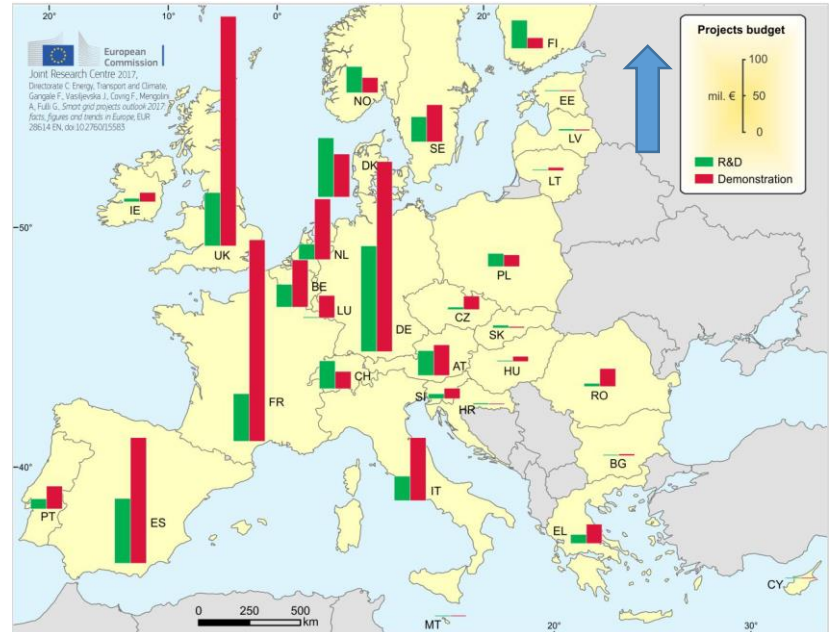 20°
10°
0°
20°
European
Commission
Joint Research Centre 2017,
Directorate C: Energy, Transport and Climate,
Gangale F., Vasiljevska J., Covrig F., Mengolini
A., Fulli G., Smart grid projects outlook 2017:
facts, figures and trends in Europe, EUR
28614 EN, doi:10.2760/15583
Projects budget
100
mil. €
50
0
R&D
Demonstration
FI
NO
SE
EE
LV
LT
DK
IE
50°
UK
NL
PL
BE
LU
CZ
DE
SK
AT
HU
CH
RO
FR
SI
HR
40°
BG
IT
PT
ES
EL
CY
0 250 500
km
MT
20°
30°